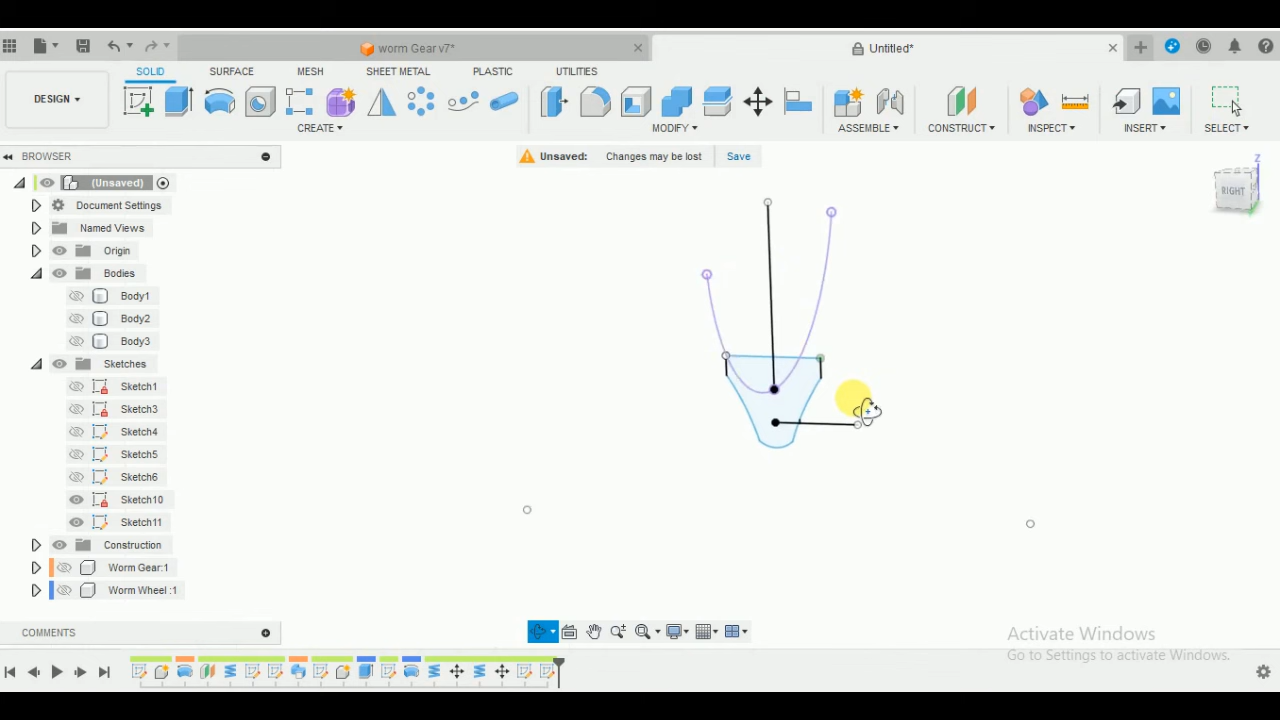 worm Gear v7*
Untitled*
DESIGN
SOLID SURFACE MESH SHEET METAL PLASTIC UTILITIES
CREATE MODIFY ASSEMBLE CONSTRUCT INSPECT INSERT SELECT
BROWSER
Unsaved: Changes may be lost Save
Z
RIGHT
(Unsaved)
Document Settings
Named Views
Origin
Bodies
Body1
Body2
Body3
Sketches
Sketch1
Sketch3
Sketch4
Sketch5
Sketch6
Sketch10
Sketch11
Construction
Worm Gear:1
Worm Wheel :1
COMMENTS
Activate Windows
Go to Settings to activate Windows.